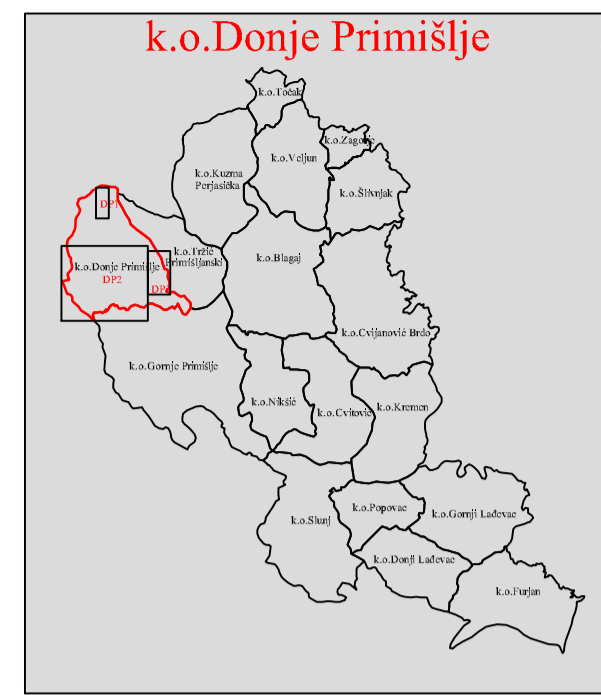 k.o.Donje Primišlje
k.o.Točak
k.o.Zagorje
k.o.Veljun
k.o.Kuzma
Perjasička
k.o.Šlivnjak
DP1
k.o.Tržić
Primišljanski
k.o.Blagaj
k.o.Donje Primišlje
DP2
k.o.Cvijanović Brdo
k.o.Gornje Primišlje
k.o.Nikšić
k.o.Cvitović
k.o.Kremen
k.o.Popovac
k.o.Gornji Lađevac
k.o.Slunj
k.o.Donji Lađevac
k.o.Furjan